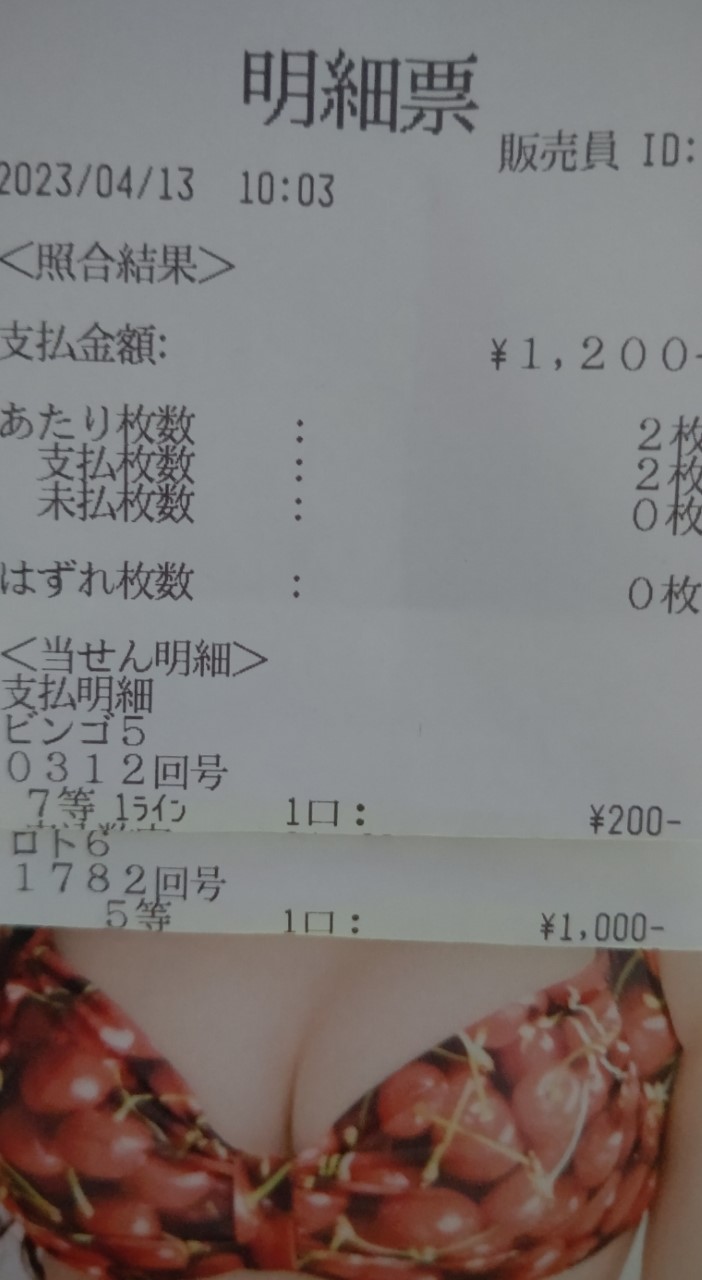 明細票
販売員 ID:
2023/04/13 10:03
<照合結果>
支払金額: ¥1,200-
あたり枚数 : 2枚
支払枚数 : 2枚
未払枚数 : 0枚
はずれ枚数 : 0枚
<当せん明細>
支払明細
ビンゴ5
0312回号
7等 1ライン 1口: ¥200-
ロト6
1782回号
5等 1口: ¥1,000-